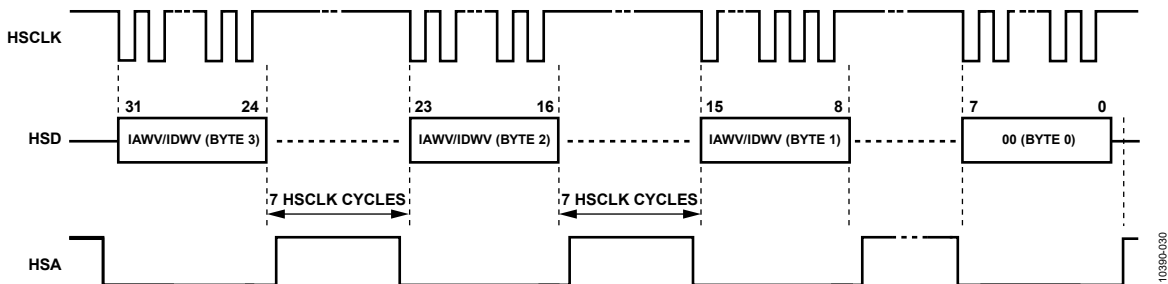 HSCLK
31 24 23 16 15 8 7 0
HSD IAWV/IDWV (BYTE 3) IAWV/IDWV (BYTE 2) IAWV/IDWV (BYTE 1) 00 (BYTE 0)
7 HSCLK CYCLES 7 HSCLK CYCLES
HSA
10390-030